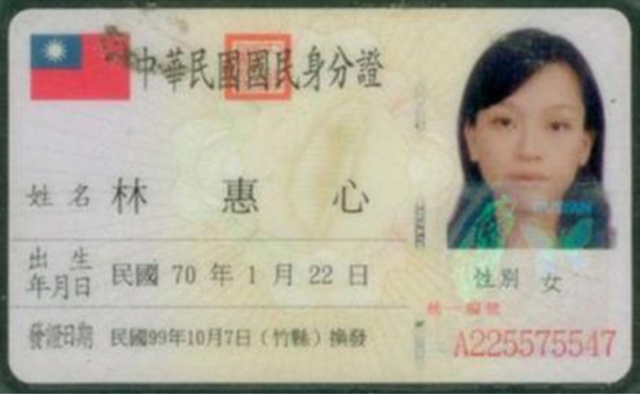 中華民國國民身分證
姓名 林惠心
出生年月日 民國 70 年 1 月 22 日
性別 女
發證日期 民國99年10月7日(竹縣)換發
統一編號
A225575547